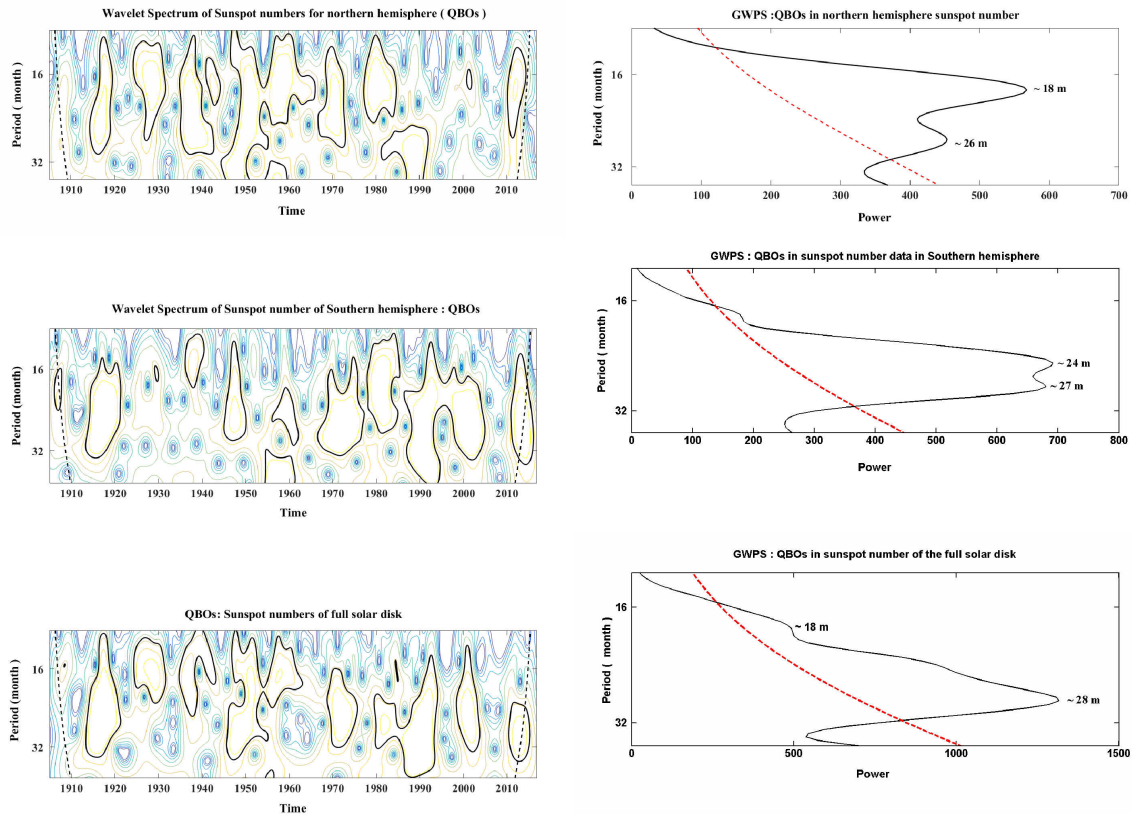 Wavelet Spectrum of Sunspot numbers for northern hemisphere ( QBOs )
Period ( month )
16
32
1910 1920 1930 1940 1950 1960 1970 1980 1990 2000 2010
Time
GWPS :QBOs in northern hemisphere sunspot number
Period ( month )
16
32
~ 18 m
~ 26 m
0 100 200 300 400 500 600 700
Power
Wavelet Spectrum of Sunspot number of Southern hemisphere : QBOs
Period (month)
16
32
1910 1920 1930 1940 1950 1960 1970 1980 1990 2000 2010
Time
GWPS : QBOs in sunspot number data in Southern hemisphere
Period ( month)
16
32
~ 24 m
~ 27 m
0 100 200 300 400 500 600 700 800
Power
QBOs: Sunspot numbers of full solar disk
Period (month )
16
32
1910 1920 1930 1940 1950 1960 1970 1980 1990 2000 2010
Time
GWPS : QBOs in sunspot number of the full solar disk
Period ( month)
16
32
~ 18 m
~ 28 m
0 500 1000 1500
Power